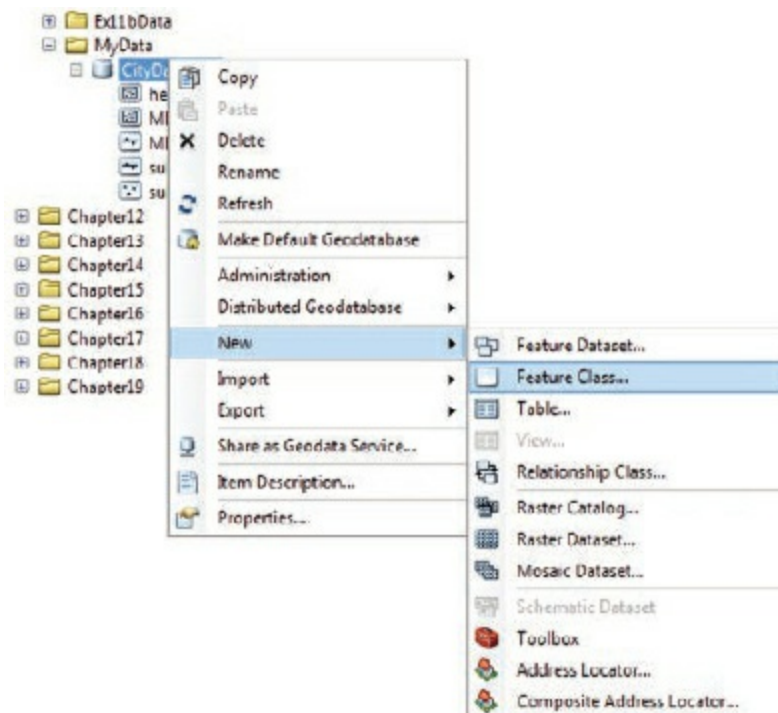 Ex11bData
MyData
CityDa
he
MI
MI
su
su
Chapter12
Chapter13
Chapter14
Chapter15
Chapter16
Chapter17
Chapter18
Chapter19
Copy
Paste
Delete
Rename
Refresh
Make Default Geodatabase
Administration
Distributed Geodatabase
New
Import
Export
Share as Geodata Service...
Item Description...
Properties...
Feature Dataset...
Feature Class...
Table...
View...
Relationship Class...
Raster Catalog...
Raster Dataset...
Mosaic Dataset...
Schematic Dataset
Toolbox
Address Locator...
Composite Address Locator...